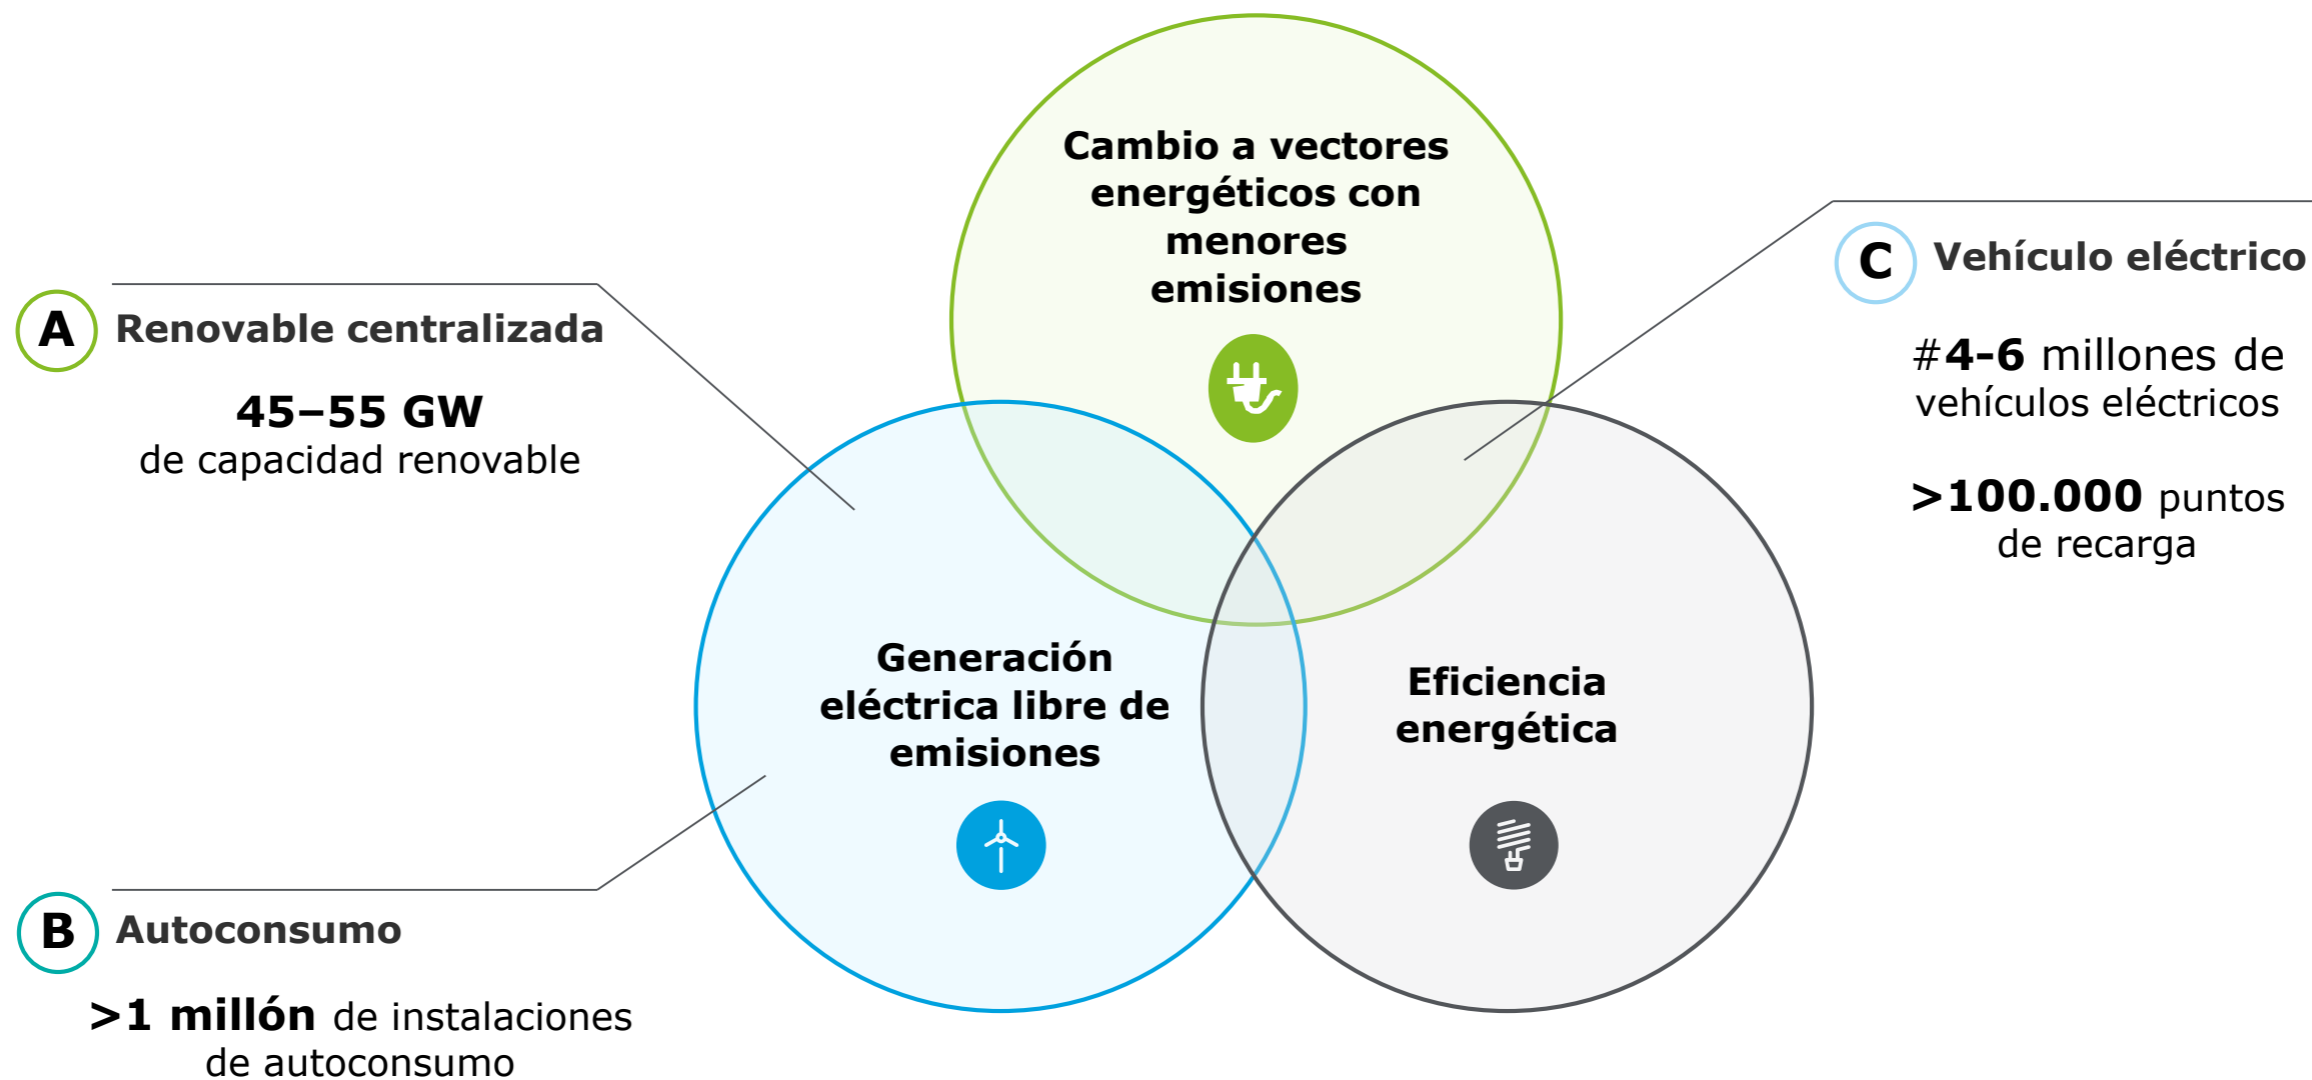 Cambio a vectores
energéticos con
menores
emisiones
A Renovable centralizada
45–55 GW
de capacidad renovable
C Vehículo eléctrico
#4-6 millones de
vehículos eléctricos
>100.000 puntos
de recarga
Generación
eléctrica libre de
emisiones
Eficiencia
energética
B Autoconsumo
>1 millón de instalaciones
de autoconsumo